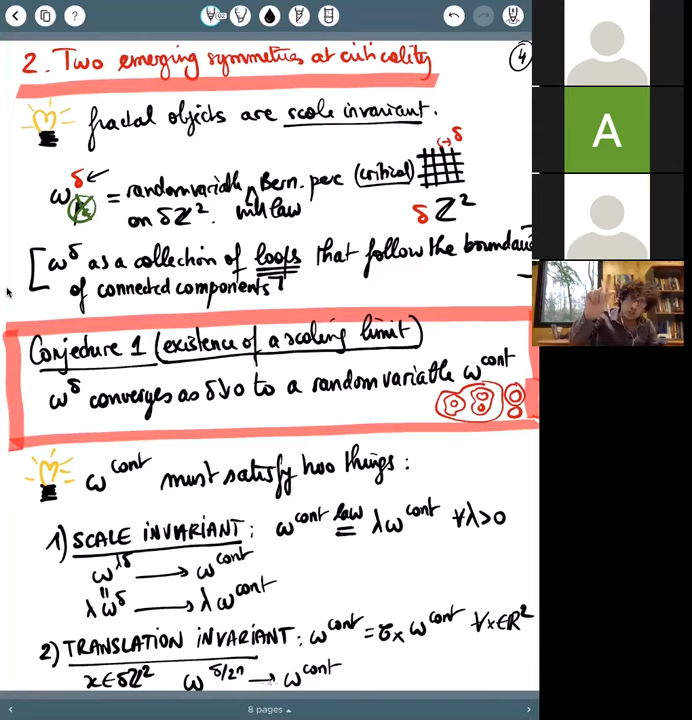 2. Two emerging symmetries at criticality
4
fractal objects are scale invariant.
ω^δ = random variable with law Bern. perc (critical)
on δℤ².
δ
δℤ²
[ω^δ as a collection of loops that follow the
of connected components]
Conjecture 1 (existence of a scaling limit)
ω^δ converges as δ↘0 to a random variable ω^cont
ω^cont must satisfy two things:
1) SCALE INVARIANT: ω^cont law= λω^cont ∀λ>0
ω^λδ → ω^cont
λω^δ → λω^cont
2) TRANSLATION INVARIANT: ω^cont = σₓ ω^cont ∀x∈ℝ²
x∈δℤ² ω^δ/2ⁿ → ω^cont
8 pages
A